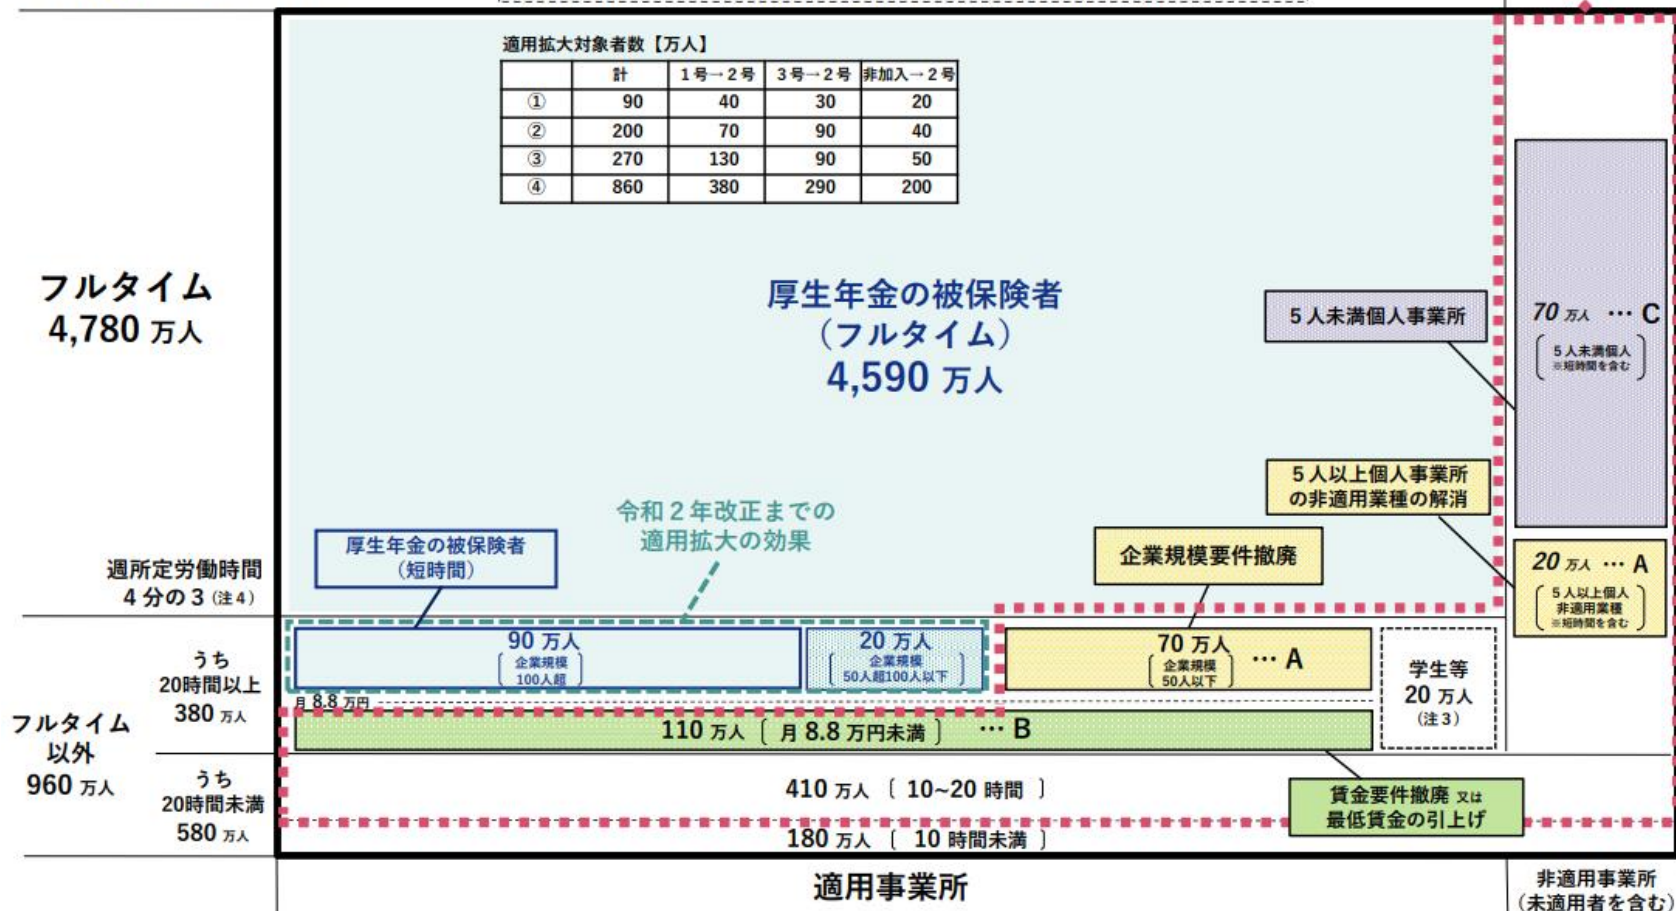 適用拡大対象者数【万人】
計 1号→2号 3号→2号 非加入→2号
① 90 40 30 20
② 200 70 90 40
③ 270 130 90 50
④ 860 380 290 200
フルタイム
4,780 万人
厚生年金の被保険者
（フルタイム）
4,590 万人
5人未満個人事業所
70 万人 … C
5人未満個人
※短時間を含む
5人以上個人事業所
の非適用業種の解消
20 万人 … A
5人以上個人
非適用業種
※短時間を含む
令和2年改正までの
適用拡大の効果
厚生年金の被保険者
（短時間）
企業規模要件撤廃
週所定労働時間
4分の3（注4）
フルタイム
以外
960 万人
うち
20時間以上
380 万人
90 万人
企業規模
100人超
20 万人
企業規模
50人超100人以下
70 万人 … A
企業規模
50人以下
学生等
20 万人
（注3）
月 8.8 万円
110 万人〔 月 8.8 万円未満 〕 … B
うち
20時間未満
580 万人
410 万人〔 10~20 時間 〕
賃金要件撤廃 又は
最低賃金の引上げ
180万人〔 10 時間未満 〕
適用事業所
非適用事業所
（未適用者を含む）